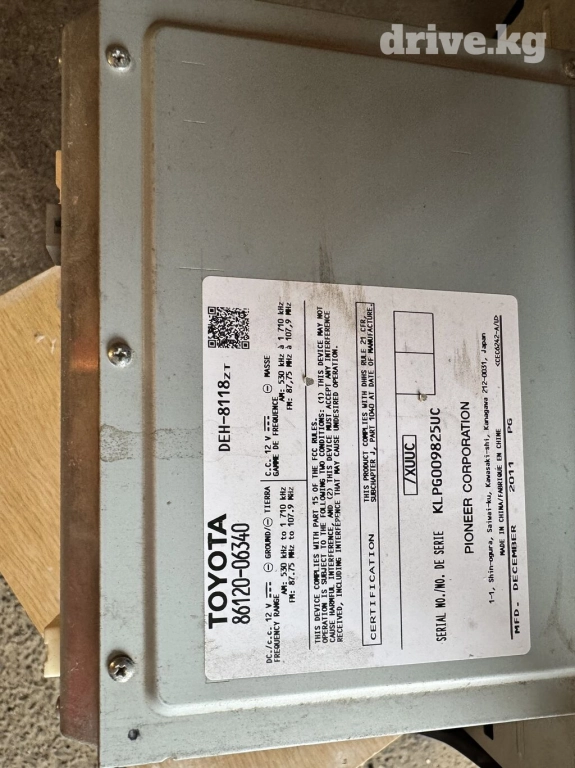 drive.kg
TOYOTA
86120-06340
DEH-8118ZT
DC./c.c. 12 V ⎓ ⊖ GROUND/⊖ TIERRA
FREQUENCY RANGE
AM: 530 kHz to 1 710 kHz
FM: 87,75 MHz to 107.9 MHz
C.C. 12 V ⎓ ⊖ MASSE
GAMME DE FREQUENCE
AM: 530 kHz à 1 710 kHz
FM: 87,75 MHz à 107,9 MHz
THIS DEVICE COMPLIES WITH PART 15 OF THE FCC RULES.
OPERATION IS SUBJECT TO THE FOLLOWING TWO CONDITIONS: (1) THIS DEVICE MAY NOT
CAUSE HARMFUL INTERFERENCE, AND (2) THIS DEVICE MUST ACCEPT ANY INTERFERENCE
RECEIVED, INCLUDING INTERFERENCE THAT MAY CAUSE UNDESIRED OPERATION.
CERTIFICATION
THIS PRODUCT COMPLIES WITH DHHS RULE 21 CFR,
SUBCHAPTER J, PART 1040 AT DATE OF MANUFACTURE.
/XUUC
SERIAL NO./NO. DE SERIE KLPG009825UC
PIONEER CORPORATION
1-1, Shin-ogura, Saiwai-ku, Kawasaki-shi, Kanagawa 212-0031, Japan
MADE IN CHINA/FABRIQUE EN CHINE
<CEC6242-A/U>
MFD. DECEMBER 2011 PG